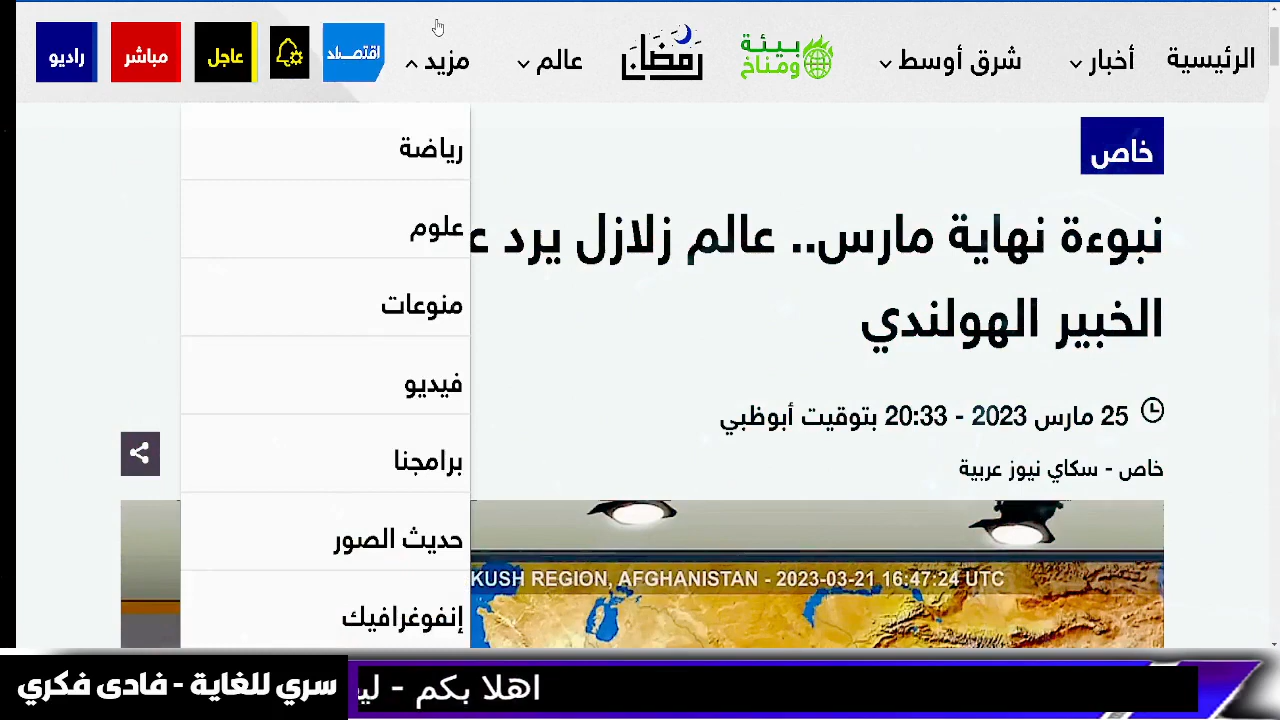 الرئيسية
أخبار
شرق أوسط
بيئة
ومناخ
رمضان
عالم
مزيد
اقتصاد
عاجل
مباشر
راديو
رياضة
علوم
منوعات
فيديو
برامجنا
حديث الصور
إنفوغرافيك
خاص
نبوءة نهاية مارس.. عالم زلازل يرد
الخبير الهولندي
25 مارس 2023 - 20:33 بتوقيت أبوظبي
خاص - سكاي نيوز عربية
KUSH REGION, AFGHANISTAN - 2023-03-21 16:47:24 UTC
اهلا بكم -
سري للغاية - فادى فكري